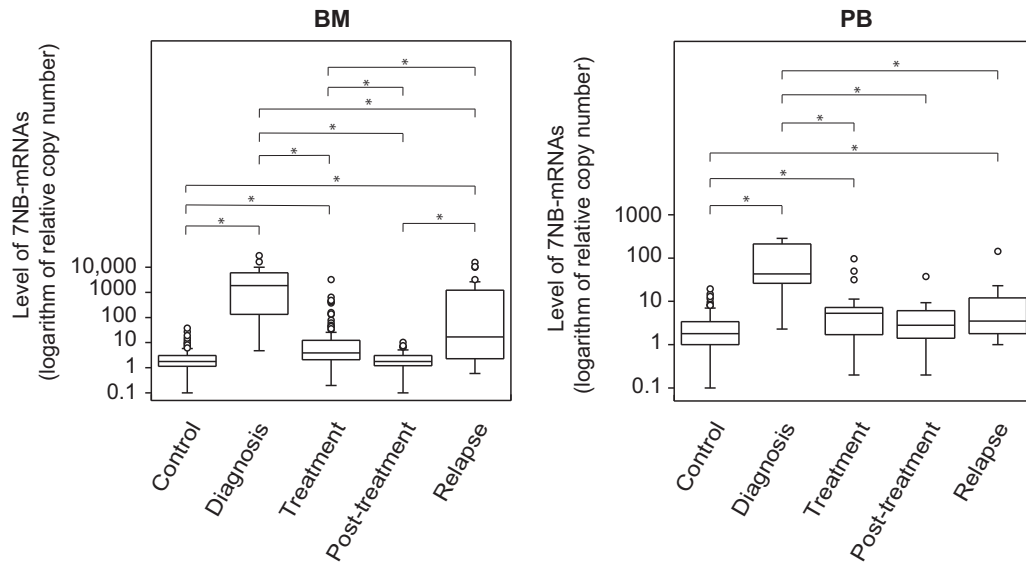 BM
Level of 7NB-mRNAs
(logarithm of relative copy number)
10,000
1000
100
10
1
0.1
*
*
*
*
*
*
*
*
*
*
Control
Diagnosis
Treatment
Post-treatment
Relapse
PB
Level of 7NB-mRNAs
(logarithm of relative copy number)
1000
100
10
1
0.1
*
*
*
*
*
*
Control
Diagnosis
Treatment
Post-treatment
Relapse